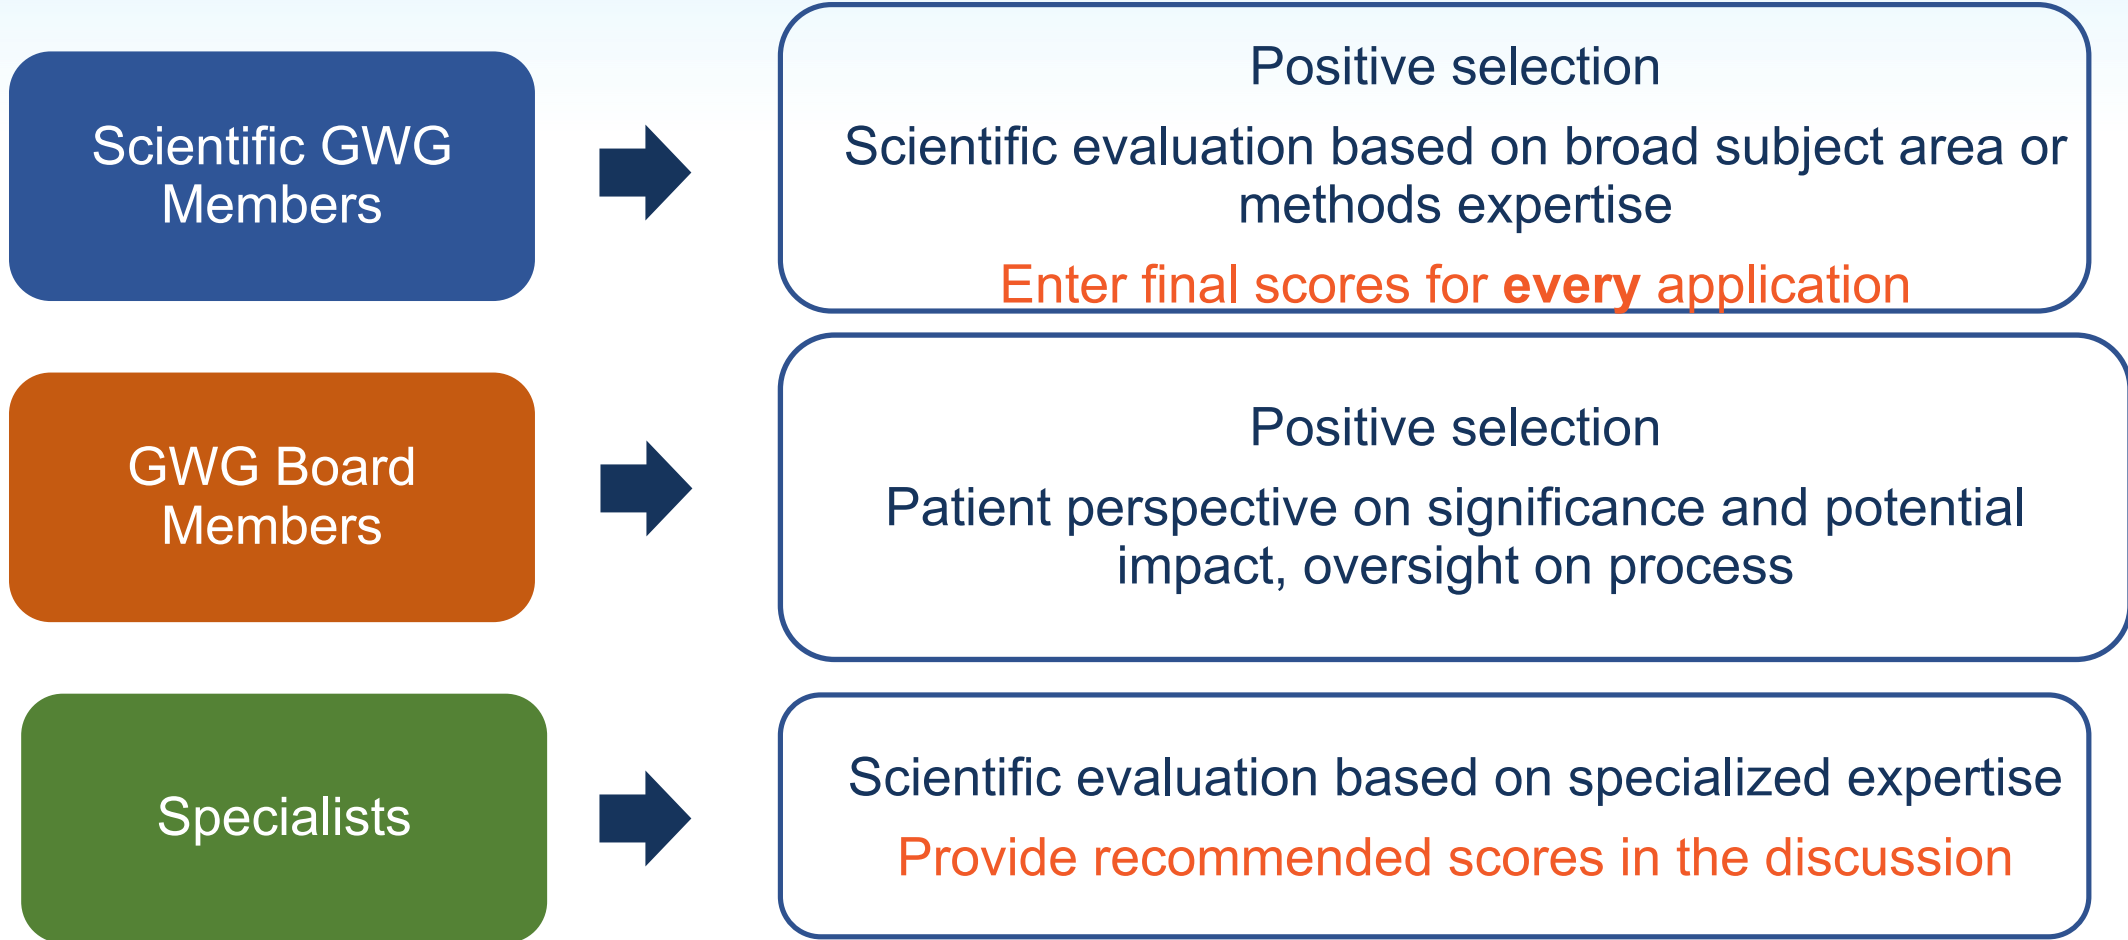 Scientific GWG
Members
Positive selection
Scientific evaluation based on broad subject area or
methods expertise
Enter final scores for every application
GWG Board
Members
Positive selection
Patient perspective on significance and potential
impact, oversight on process
Specialists
Scientific evaluation based on specialized expertise
Provide recommended scores in the discussion